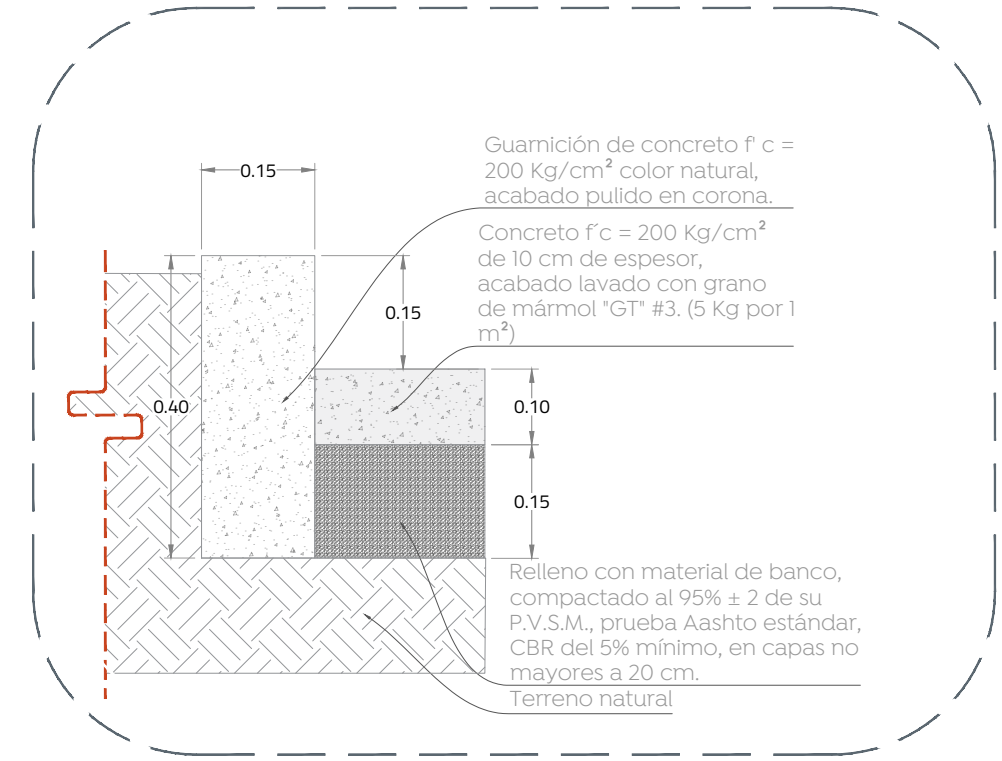 Guarnición de concreto f' c =
200 Kg/cm² color natural,
acabado pulido en corona.
0.15
Concreto f´c = 200 Kg/cm²
de 10 cm de espesor,
acabado lavado con grano
de mármol "GT" #3. (5 Kg por 1
m²)
0.15
0.40
0.10
0.15
Relleno con material de banco,
compactado al 95% ± 2 de su
P.V.S.M., prueba Aashto estándar,
CBR del 5% mínimo, en capas no
mayores a 20 cm.
Terreno natural